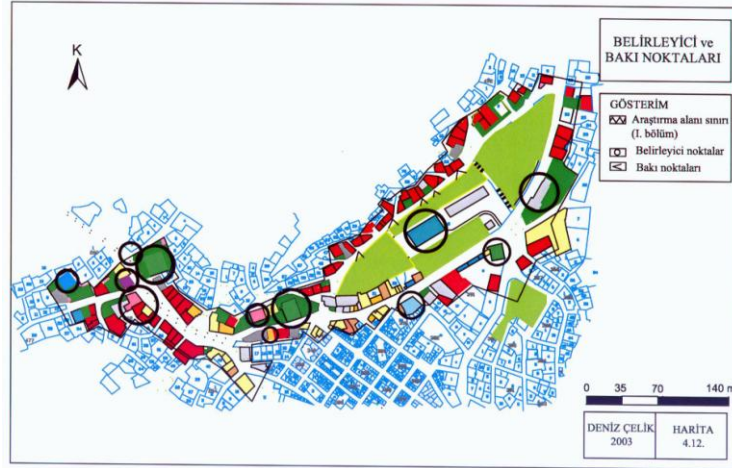 K
BELİRLEYİCİ ve
BAKI NOKTALARI
GÖSTERİM
Araştırma alanı sınırı
(I. bölüm)
Belirleyici noktalar
Bakı noktaları
0 35 70 140 m
DENİZ ÇELİK
2003
HARİTA
4.12.